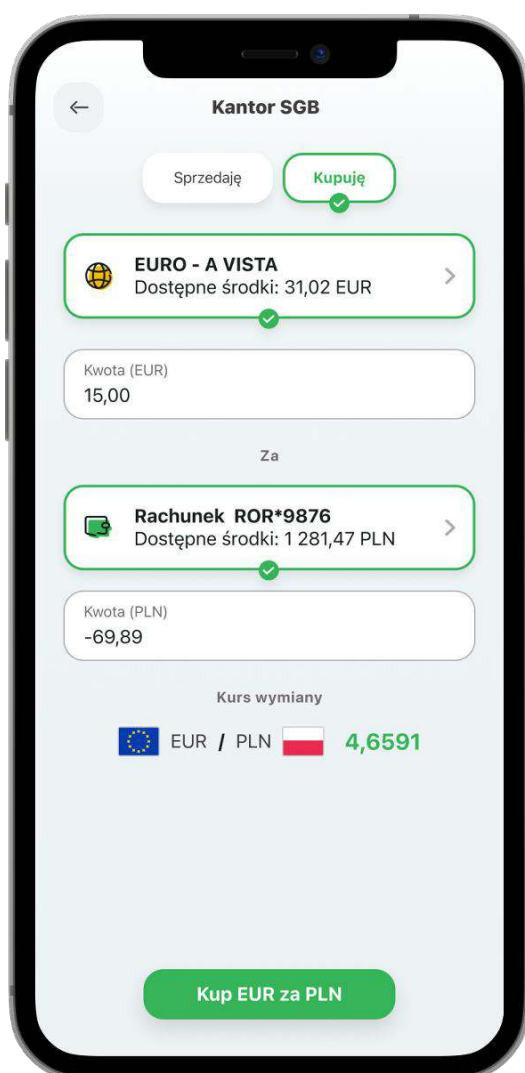 Kantor SGB
Sprzedaję
Kupuję
EURO - A VISTA
Dostępne środki: 31,02 EUR
Kwota (EUR)
15,00
Za
Rachunek ROR*9876
Dostępne środki: 1 281,47 PLN
Kwota (PLN)
-69,89
Kurs wymiany
EUR / PLN 4,6591
Kup EUR za PLN